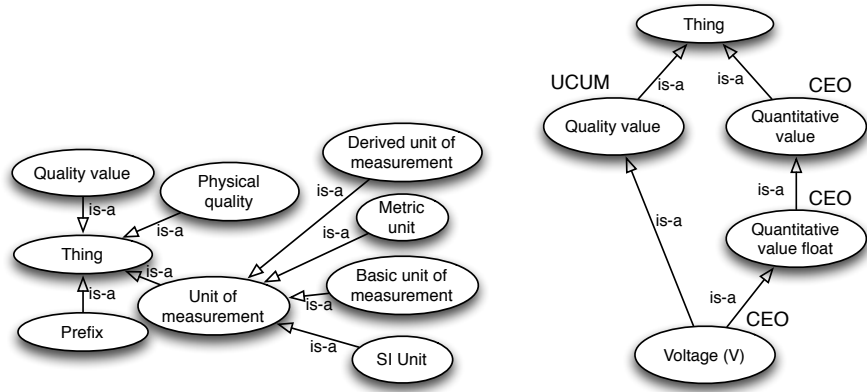 Quality value
is-a
Thing
is-a
Prefix
Physical
quality
is-a
is-a
Unit of
measurement
Derived unit of
measurement
is-a
Metric
unit
is-a
Basic unit of
measurement
is-a
SI Unit
is-a
Thing
is-a
is-a
UCUM
Quality value
CEO
Quantitative
value
is-a
is-a
CEO
Quantitative
value float
is-a
CEO
Voltage (V)